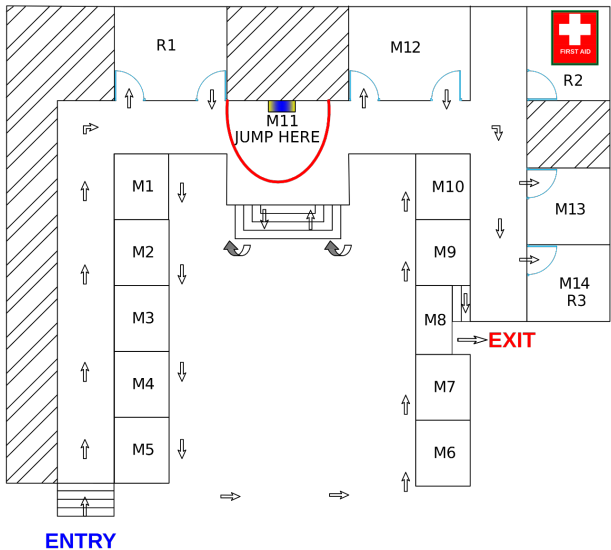 R1
M12
FIRST AID
R2
M11
JUMP HERE
M1
M10
M2
M9
M13
M3
M8
M14
R3
EXIT
M4
M7
M5
M6
ENTRY